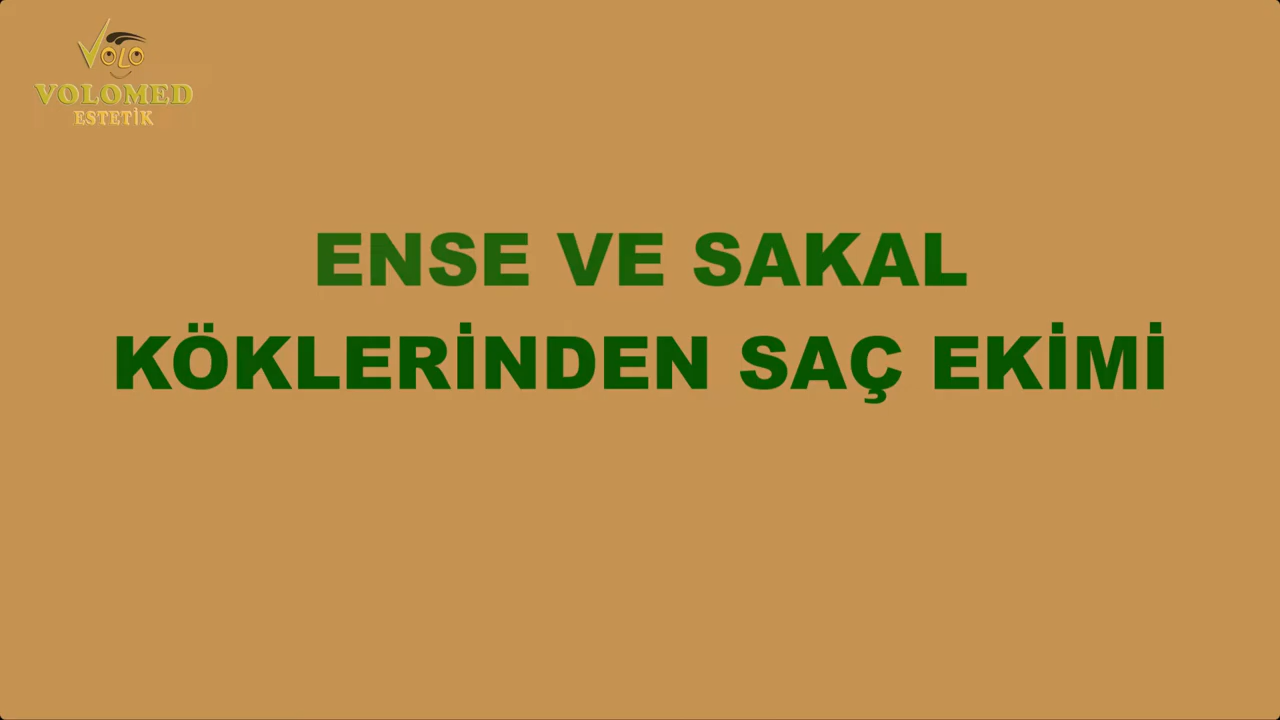 VOLO
VOLOMED
ESTETİK
ENSE VE SAKAL
KÖKLERİNDEN SAÇ EKİMİ